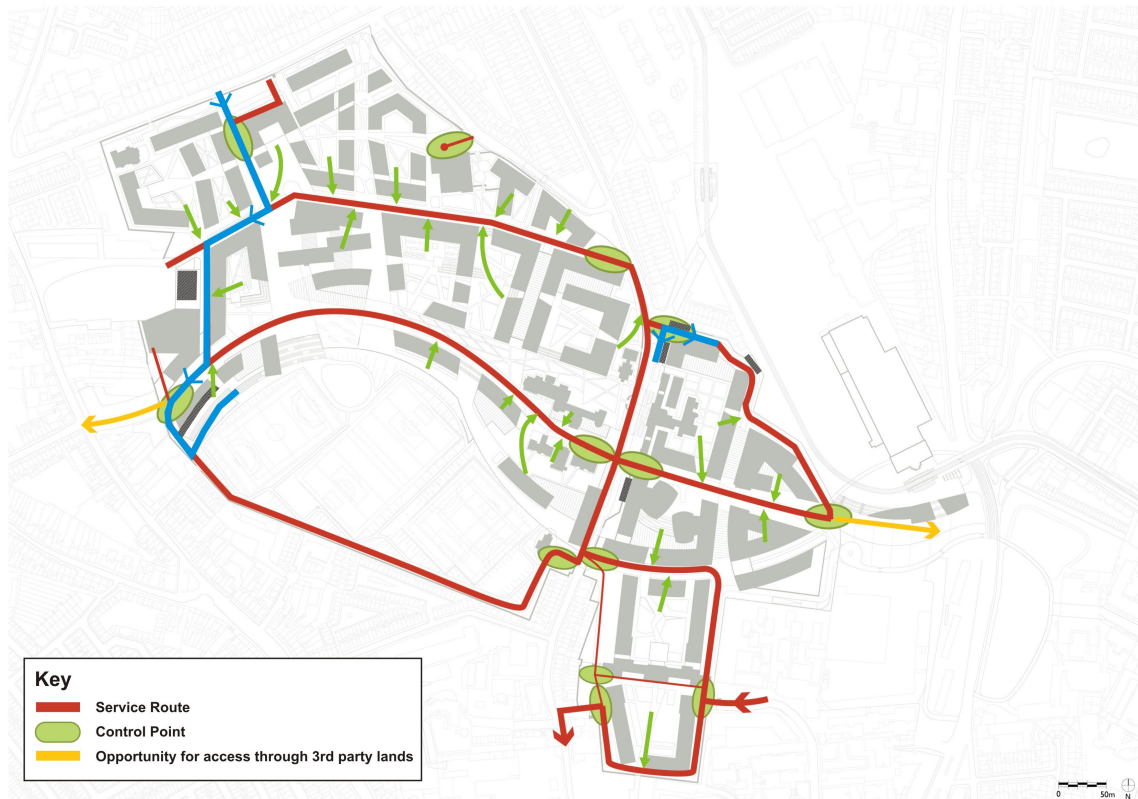 Key
Service Route
Control Point
Opportunity for access through 3rd party lands
0 50m N